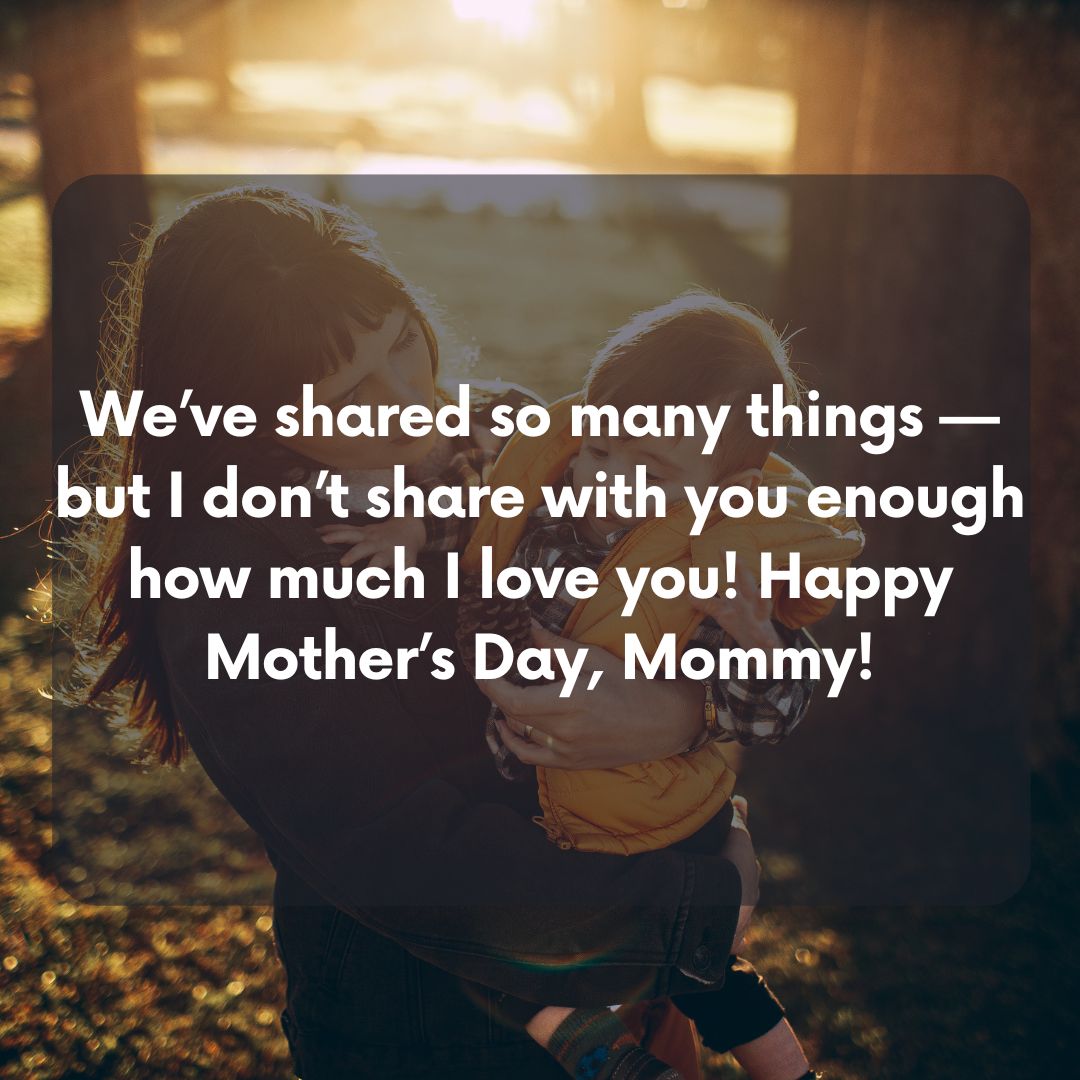 We’ve shared so many things —
but I don’t share with you enough
how much I love you! Happy
Mother’s Day, Mommy!